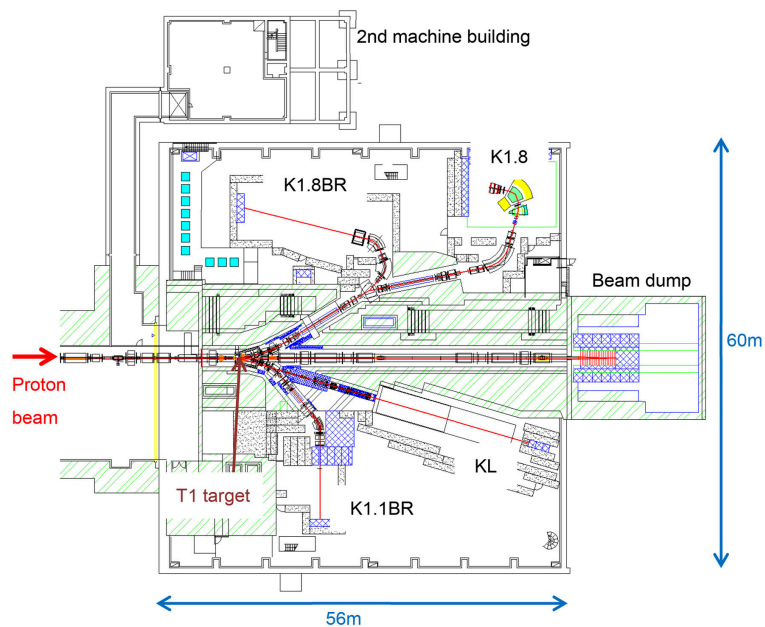 2nd machine building
K1.8
K1.8BR
Beam dump
60m
Proton
beam
KL
T1 target
K1.1BR
56m